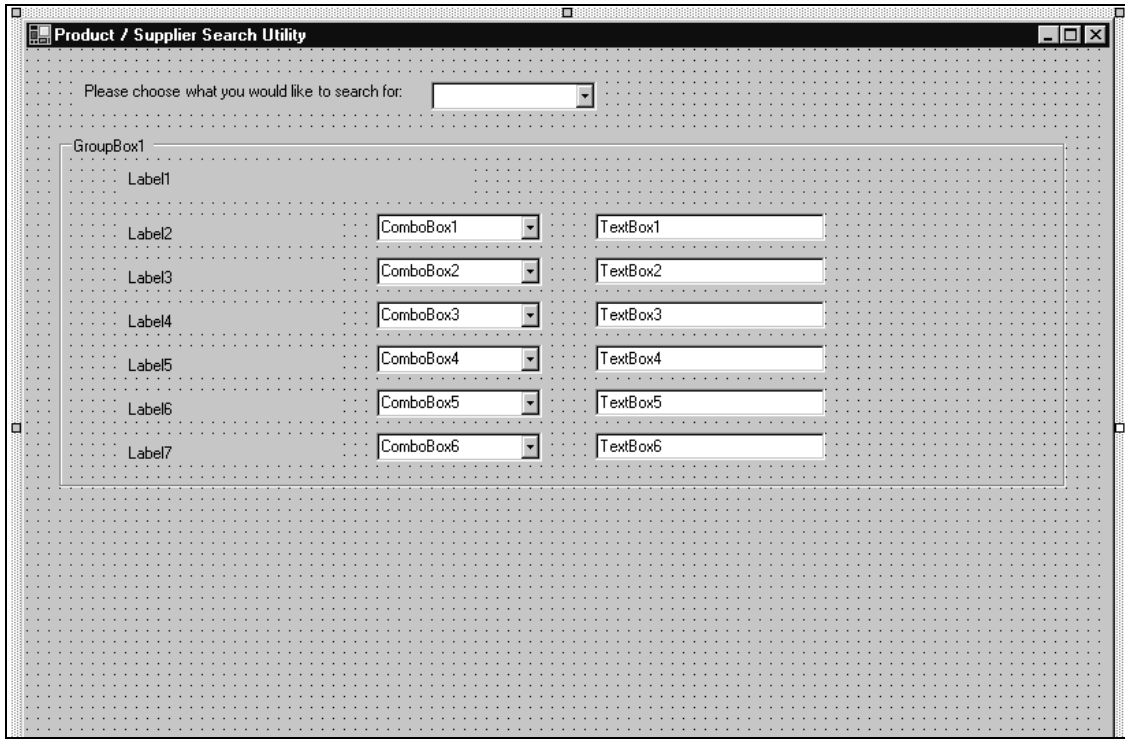 Product / Supplier Search Utility
Please choose what you would like to search for:
GroupBox1
Label1
Label2 ComboBox1 TextBox1
Label3 ComboBox2 TextBox2
Label4 ComboBox3 TextBox3
Label5 ComboBox4 TextBox4
Label6 ComboBox5 TextBox5
Label7 ComboBox6 TextBox6